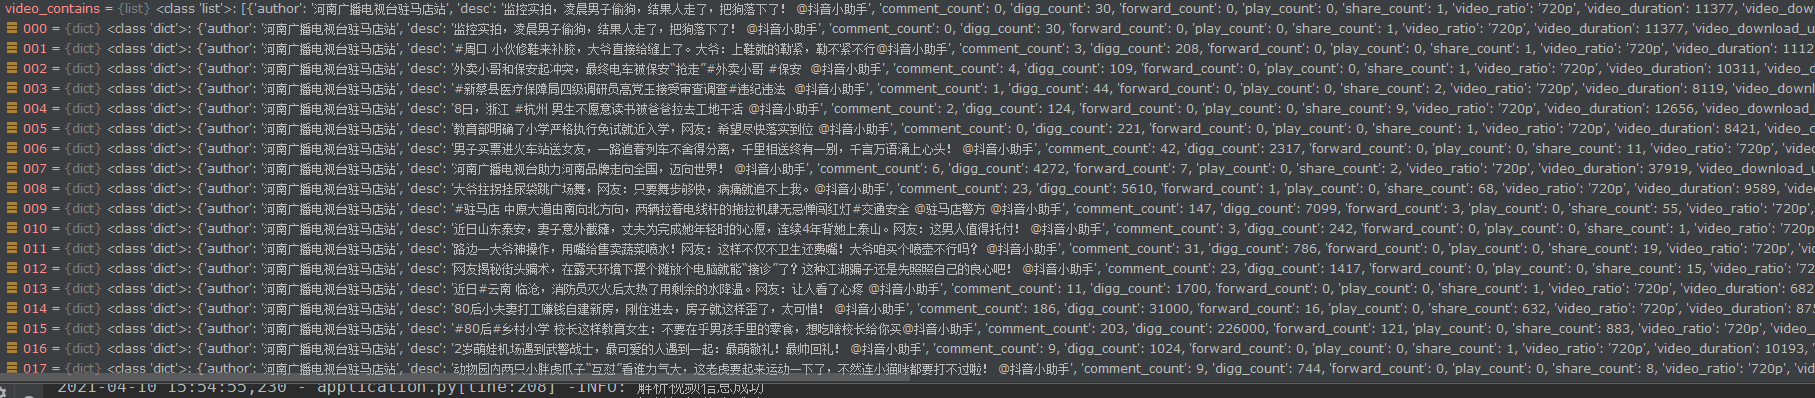 video_contains = {list} <class 'list'>: [{'author': '河南广播电视台驻马店站', 'desc': '监控实拍，凌晨男子偷狗，结果人走了，把狗落下了！ @抖音小助手', 'comment_count': 0, 'digg_count': 30, 'forward_count': 0, 'play_count': 0, 'share_count': 1, 'video_ratio': '720p', 'video_duration': 11377, 'video_dow
000 = {dict} <class 'dict'>: {'author': '河南广播电视台驻马店站', 'desc': '监控实拍，凌晨男子偷狗，结果人走了，把狗落下了！ @抖音小助手', 'comment_count': 0, 'digg_count': 30, 'forward_count': 0, 'play_count': 0, 'share_count': 1, 'video_ratio': '720p', 'video_duration': 11377, 'video_download_u
001 = {dict} <class 'dict'>: {'author': '河南广播电视台驻马店站', 'desc': '#周口 小伙修鞋来补胶，大爷直接给缝上了。大爷：上鞋就的勒紧，勒不紧不行@抖音小助手', 'comment_count': 3, 'digg_count': 208, 'forward_count': 0, 'play_count': 0, 'share_count': 1, 'video_ratio': '720p', 'video_duration': 1112
002 = {dict} <class 'dict'>: {'author': '河南广播电视台驻马店站', 'desc': '外卖小哥和保安起冲突，最终电车被保安“抢走”#外卖小哥 #保安 @抖音小助手', 'comment_count': 4, 'digg_count': 109, 'forward_count': 0, 'play_count': 0, 'share_count': 1, 'video_ratio': '720p', 'video_duration': 10311, 'video_do
003 = {dict} <class 'dict'>: {'author': '河南广播电视台驻马店站', 'desc': '#新蔡县医疗保障局四级调研员高党玉接受审查调查#违纪违法 @抖音小助手', 'comment_count': 1, 'digg_count': 44, 'forward_count': 0, 'play_count': 0, 'share_count': 2, 'video_ratio': '720p', 'video_duration': 8119, 'video_downl
004 = {dict} <class 'dict'>: {'author': '河南广播电视台驻马店站', 'desc': '8日，浙江 #杭州 男生不愿意读书被爸爸拉去工地干活 @抖音小助手', 'comment_count': 2, 'digg_count': 124, 'forward_count': 0, 'play_count': 0, 'share_count': 9, 'video_ratio': '720p', 'video_duration': 12656, 'video_download_
005 = {dict} <class 'dict'>: {'author': '河南广播电视台驻马店站', 'desc': '教育部明确了小学严格执行免试就近入学，网友：希望尽快落实到位 @抖音小助手', 'comment_count': 0, 'digg_count': 221, 'forward_count': 0, 'play_count': 0, 'share_count': 1, 'video_ratio': '720p', 'video_duration': 8421, 'video_downlo
006 = {dict} <class 'dict'>: {'author': '河南广播电视台驻马店站', 'desc': '男子买票进火车站送女友，一路追着列车不舍得分离，千里相送终有一别，千言万语涌上心头！ @抖音小助手', 'comment_count': 42, 'digg_count': 2317, 'forward_count': 0, 'play_count': 0, 'share_count': 11, 'video_ratio': '720p', 'vide
007 = {dict} <class 'dict'>: {'author': '河南广播电视台驻马店站', 'desc': '河南广播电视台助力河南品牌走向全国，迈向世界！ @抖音小助手', 'comment_count': 6, 'digg_count': 4272, 'forward_count': 7, 'play_count': 0, 'share_count': 2, 'video_ratio': '720p', 'video_duration': 37919, 'video_download_u
008 = {dict} <class 'dict'>: {'author': '河南广播电视台驻马店站', 'desc': '大爷拄拐挂尿袋跳广场舞，网友：只要舞步够快，病痛就追不上我。@抖音小助手', 'comment_count': 23, 'digg_count': 5610, 'forward_count': 1, 'play_count': 0, 'share_count': 68, 'video_ratio': '720p', 'video_duration': 9589, 'video_
009 = {dict} <class 'dict'>: {'author': '河南广播电视台驻马店站', 'desc': '#驻马店 中原大道由南向北方向，两辆拉着电线杆的拖拉机肆无忌惮闯红灯#交通安全 @驻马店警方 @抖音小助手', 'comment_count': 147, 'digg_count': 7099, 'forward_count': 3, 'play_count': 0, 'share_count': 55, 'video_ratio': '720p', '
010 = {dict} <class 'dict'>: {'author': '河南广播电视台驻马店站', 'desc': '近日山东泰安，妻子意外截瘫，丈夫为完成她年轻时的心愿，连续4年背她上泰山。网友：这男人值得托付！ @抖音小助手', 'comment_count': 3, 'digg_count': 242, 'forward_count': 0, 'play_count': 0, 'share_count': 1, 'video_ratio': '720p
011 = {dict} <class 'dict'>: {'author': '河南广播电视台驻马店站', 'desc': '路边一大爷神操作，用嘴给售卖蔬菜喷水！网友：这样不仅不卫生还费嘴！大爷咱买个喷壶不行吗？ @抖音小助手', 'comment_count': 31, 'digg_count': 786, 'forward_count': 0, 'play_count': 0, 'share_count': 19, 'video_ratio': '720p', 'v
012 = {dict} <class 'dict'>: {'author': '河南广播电视台驻马店站', 'desc': '网友揭秘街头骗术，在露天环境下摆个摊放个电脑就能“接诊”了？这种江湖骗子还是先照照自己的良心吧！ @抖音小助手', 'comment_count': 23, 'digg_count': 1417, 'forward_count': 0, 'play_count': 0, 'share_count': 15, 'video_ratio': '72
013 = {dict} <class 'dict'>: {'author': '河南广播电视台驻马店站', 'desc': '近日#云南 临沧，消防员灭火后太热了用剩余的水降温。网友：让人看了心疼 @抖音小助手', 'comment_count': 11, 'digg_count': 1700, 'forward_count': 0, 'play_count': 0, 'share_count': 1, 'video_ratio': '720p', 'video_duration': 682
014 = {dict} <class 'dict'>: {'author': '河南广播电视台驻马店站', 'desc': '80后小夫妻打工赚钱自建新房，刚住进去，房子就这样歪了，太可惜！ @抖音小助手', 'comment_count': 186, 'digg_count': 31000, 'forward_count': 16, 'play_count': 0, 'share_count': 632, 'video_ratio': '720p', 'video_duration': 875
015 = {dict} <class 'dict'>: {'author': '河南广播电视台驻马店站', 'desc': '#80后#乡村小学 校长这样教育女生：不要在乎男孩手里的零食，想吃啥校长给你买@抖音小助手', 'comment_count': 203, 'digg_count': 226000, 'forward_count': 121, 'play_count': 0, 'share_count': 883, 'video_ratio': '720p', 'video_durat
016 = {dict} <class 'dict'>: {'author': '河南广播电视台驻马店站', 'desc': '2岁萌娃机场遇到武警战士，最可爱的人遇到一起：最萌敬礼！最帅回礼！ @抖音小助手', 'comment_count': 9, 'digg_count': 1024, 'forward_count': 0, 'play_count': 0, 'share_count': 1, 'video_ratio': '720p', 'video_duration': 10193, 'v
017 = {dict} <class 'dict'>: {'author': '河南广播电视台驻马店站', 'desc': '动物园内两只小胖虎爪子“互怼”看谁力气大，这老虎要起来运动一下了，不然连小猫咪都要打不过啦！ @抖音小助手', 'comment_count': 9, 'digg_count': 744, 'forward_count': 0, 'play_count': 0, 'share_count': 8, 'video_ratio': '720p', 'vide
2021-04-10 15:54:55,230 - application.py[line:208] -INFO: 解析视频信息成功